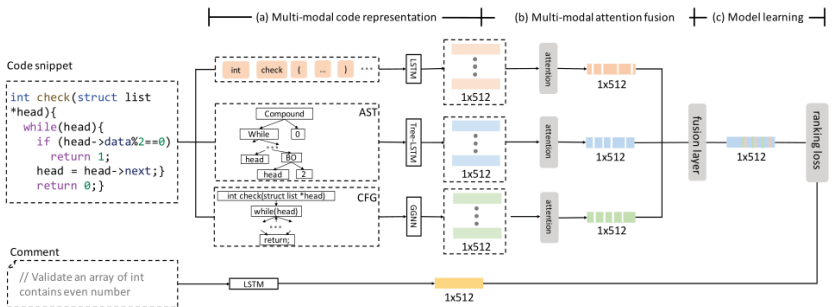 (a) Multi-modal code representation
(b) Multi-modal attention fusion
(c) Model learning
Code snippet
int check(struct list
*head){
while(head){
if (head->data%2==0)
return 1;
head = head->next;}
return 0;}
int check { ... ) ...
LSTM
1x512
attention
1x512
AST
Compound
While 0
...
head BO
head 2
Tree-LSTM
1x512
attention
1x512
CFG
int check(struct list *head)
while(head)
...
return;
GGNN
1x512
attention
1x512
fusion layer
1x512
ranking loss
Comment
// Validate an array of int
contains even number
LSTM
1x512